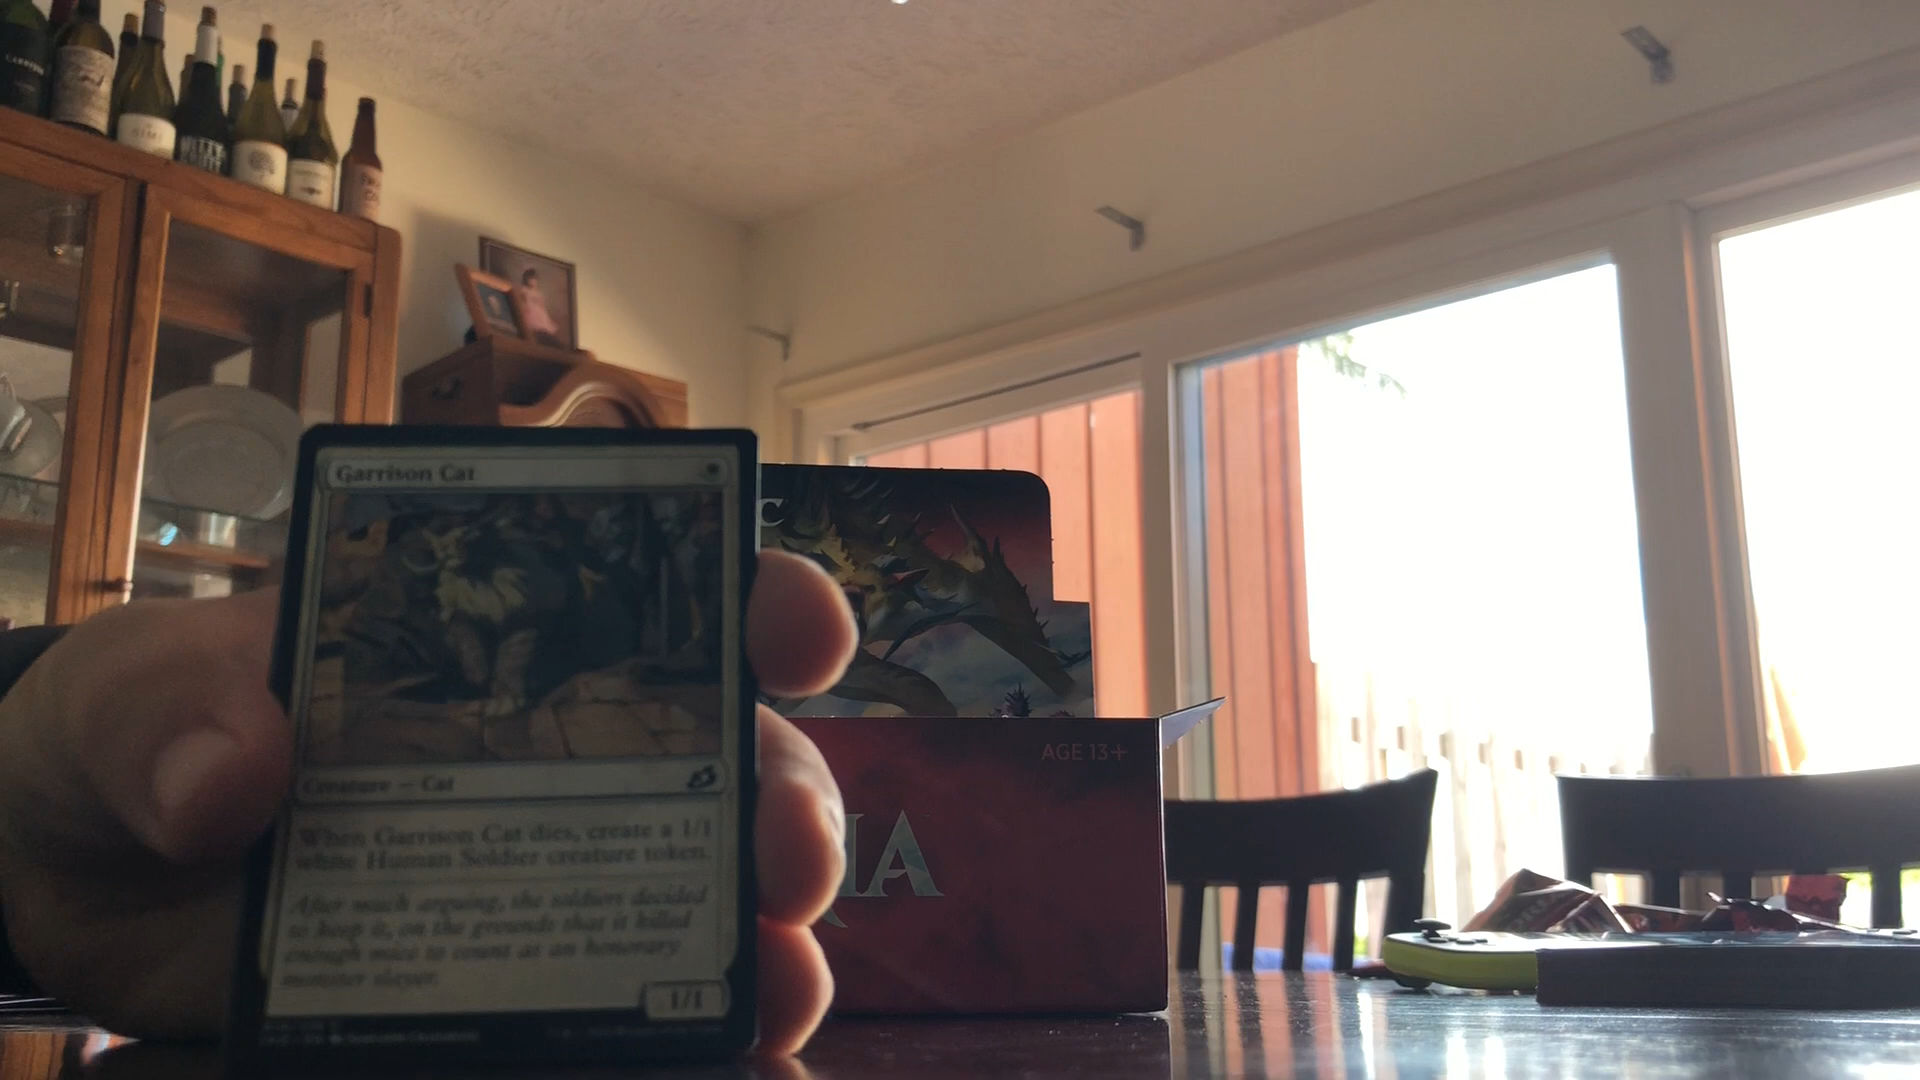 Garrison Cat
Creature — Cat
When Garrison Cat dies, create a 1/1
white Human Soldier creature token.
After much arguing, the soldiers decided
to keep it, on the grounds that it killed
enough mice to count as an honorary
monster slayer.
1/1
C
AGE 13+
IA
SIMI